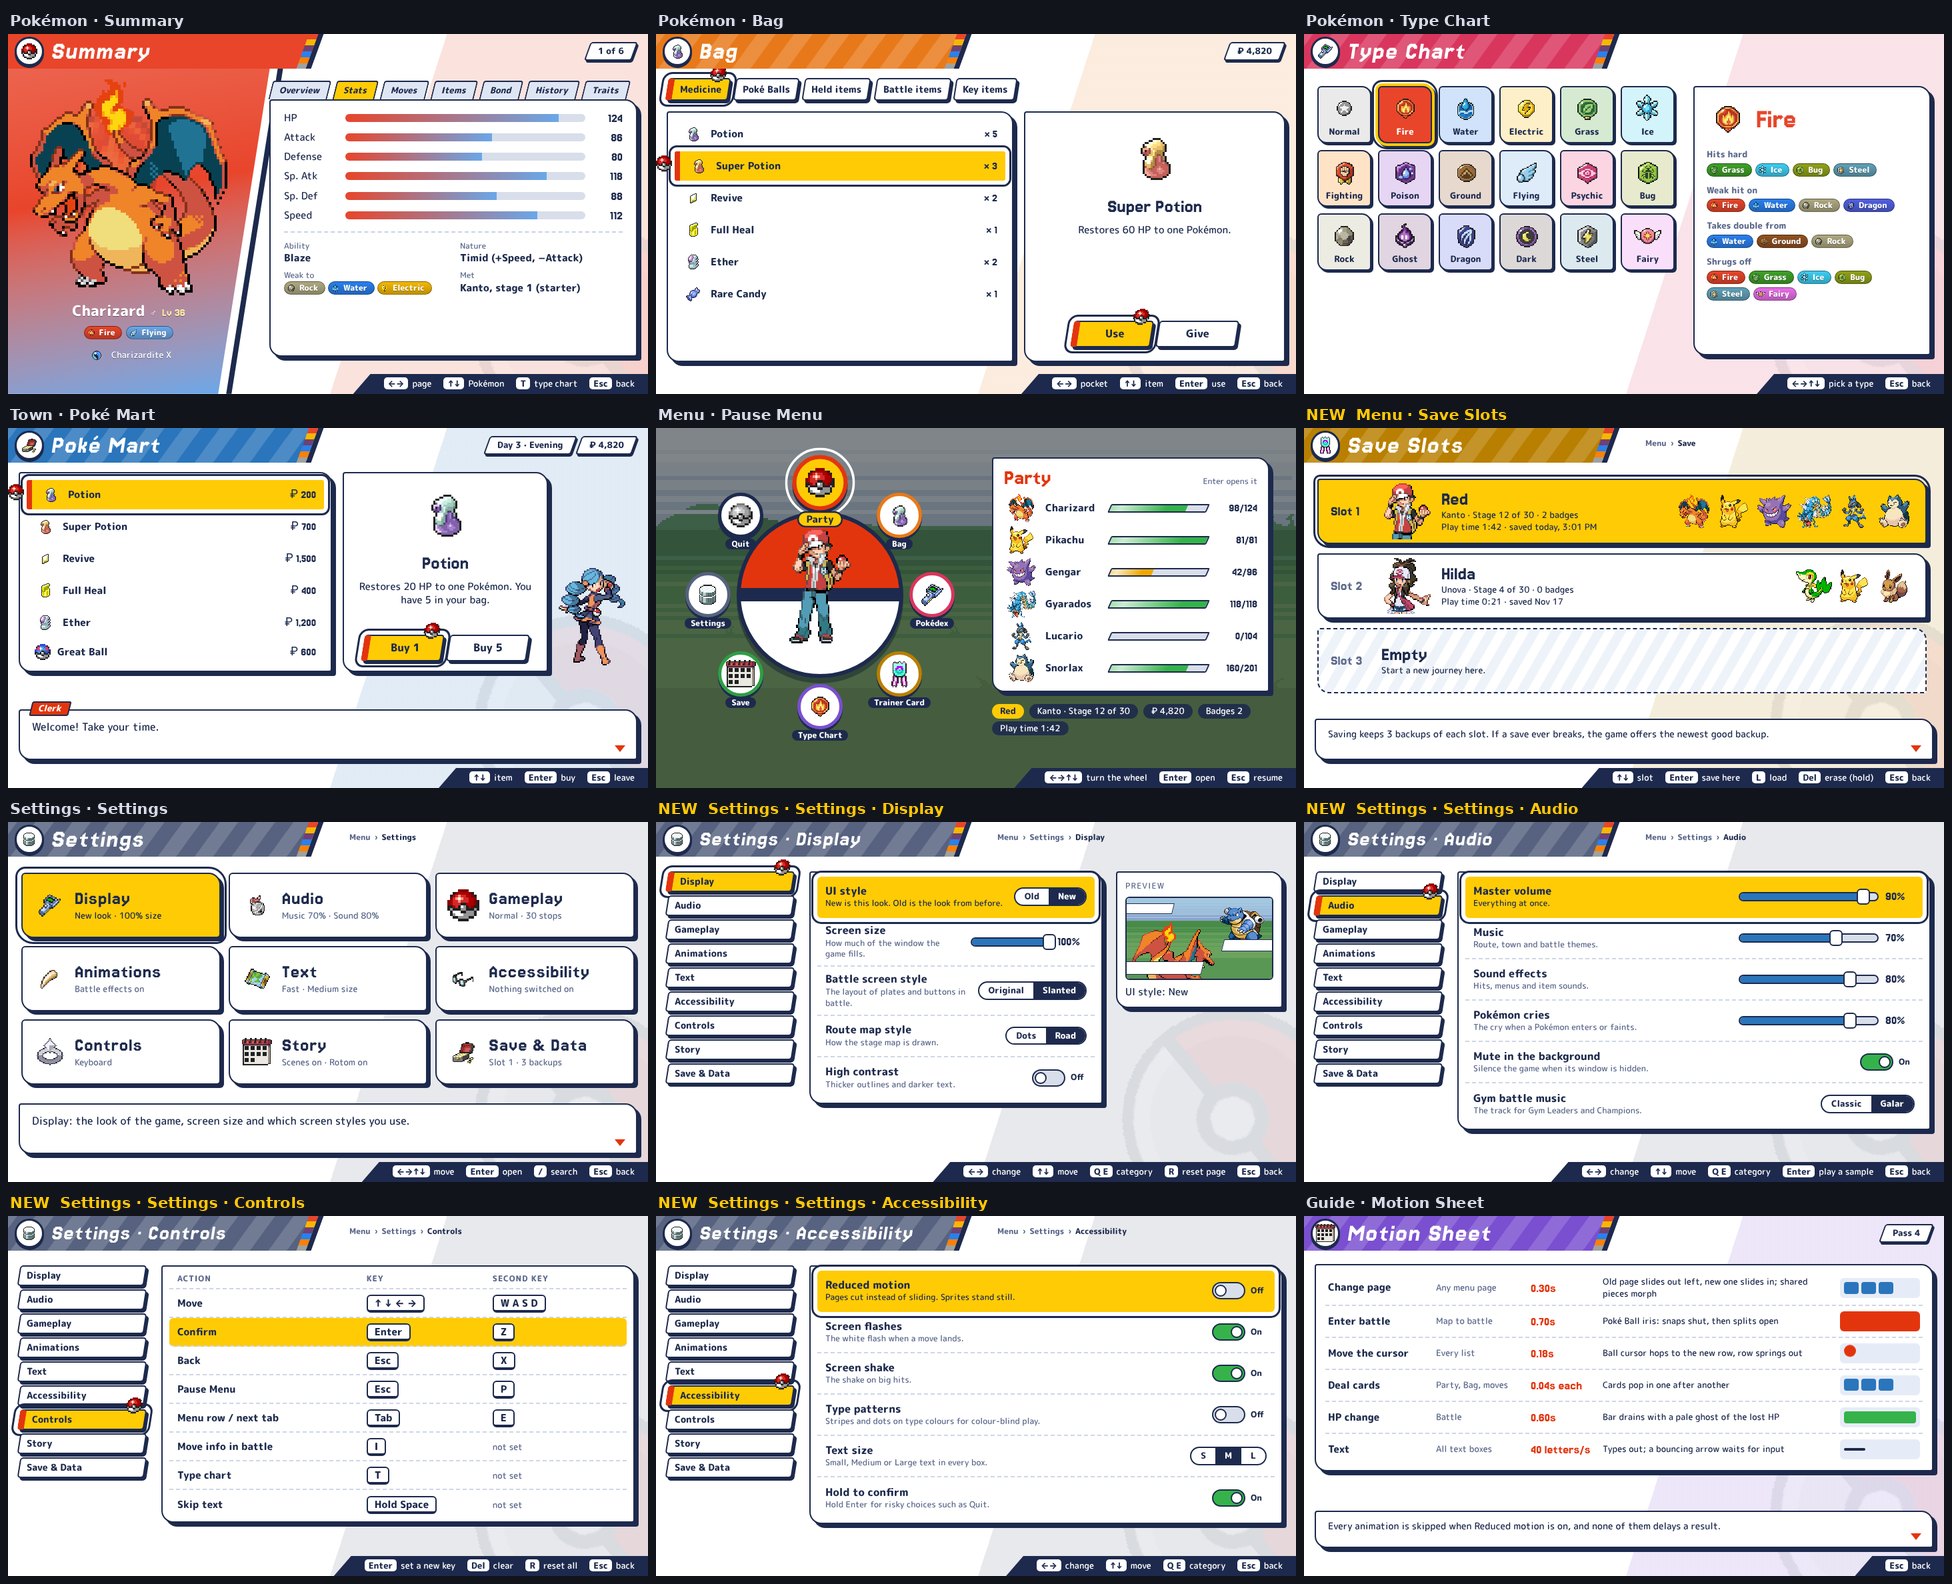 Pokémon · Summary
Summary
1 of 6
Overview Stats Moves Items Bond History Traits
HP 124
Attack 86
Defense 80
Sp. Atk 118
Sp. Def 88
Speed 112
Ability Nature
Blaze Timid (+Speed, −Attack)
Weak to Met
Rock Water Electric Kanto, stage 1 (starter)
Charizard ♂ Lv 36
Fire Flying
Charizardite X
←→ page ↑↓ Pokémon T type chart Esc back
Pokémon · Bag
Bag
₽ 4,820
Medicine Poké Balls Held items Battle items Key items
Potion ×5
Super Potion ×3
Revive ×2
Full Heal ×1
Ether ×2
Rare Candy ×1
Super Potion
Restores 60 HP to one Pokémon.
Use Give
←→ pocket ↑↓ item Enter use Esc back
Pokémon · Type Chart
Type Chart
Normal Fire Water Electric Grass Ice
Fighting Poison Ground Flying Psychic Bug
Rock Ghost Dragon Dark Steel Fairy
Fire
Hits hard
Grass Ice Bug Steel
Weak hit on
Fire Water Rock Dragon
Takes double from
Water Ground Rock
Shrugs off
Fire Grass Ice Bug
Steel Fairy
←→↑↓ pick a type Esc back
Town · Poké Mart
Poké Mart
Day 3 · Evening ₽ 4,820
Potion ₽ 200
Super Potion ₽ 700
Revive ₽ 1,500
Full Heal ₽ 400
Ether ₽ 1,200
Great Ball ₽ 600
Potion
Restores 20 HP to one Pokémon. You
have 5 in your bag.
Buy 1 Buy 5
Clerk
Welcome! Take your time.
↑↓ item Enter buy Esc leave
Menu · Pause Menu
Party
Bag
Pokédex
Trainer Card
Type Chart
Save
Settings
Quit
Party Enter opens it
Charizard 98/124
Pikachu 81/81
Gengar 42/96
Gyarados 118/118
Lucario 0/104
Snorlax 160/201
Red Kanto · Stage 12 of 30 ₽ 4,820 Badges 2
Play time 1:42
←→↑↓ turn the wheel Enter open Esc resume
NEW Menu · Save Slots
Save Slots
Menu › Save
Slot 1
Red
Kanto · Stage 12 of 30 · 2 badges
Play time 1:42 · saved today, 3:01 PM
Slot 2
Hilda
Unova · Stage 4 of 30 · 0 badges
Play time 0:21 · saved Nov 17
Slot 3
Empty
Start a new journey here.
Saving keeps 3 backups of each slot. If a save ever breaks, the game offers the newest good backup.
↑↓ slot Enter save here L load Del erase (hold) Esc back
Settings · Settings
Settings
Menu › Settings
Display
New look · 100% size
Audio
Music 70% · Sound 80%
Gameplay
Normal · 30 stops
Animations
Battle effects on
Text
Fast · Medium size
Accessibility
Nothing switched on
Controls
Keyboard
Story
Scenes on · Rotom on
Save & Data
Slot 1 · 3 backups
Display: the look of the game, screen size and which screen styles you use.
←→↑↓ move Enter open / search Esc back
NEW Settings · Settings · Display
Settings · Display
Menu › Settings › Display
Display
Audio
Gameplay
Animations
Text
Accessibility
Controls
Story
Save & Data
UI style
New is this look. Old is the look from before.
Old New
Screen size
How much of the window the
game fills.
100%
Battle screen style
The layout of plates and buttons in
battle.
Original Slanted
Route map style
How the stage map is drawn.
Dots Road
High contrast
Thicker outlines and darker text.
Off
PREVIEW
UI style: New
←→ change ↑↓ move Q E category R reset page Esc back
NEW Settings · Settings · Audio
Settings · Audio
Menu › Settings › Audio
Display
Audio
Gameplay
Animations
Text
Accessibility
Controls
Story
Save & Data
Master volume
Everything at once.
90%
Music
Route, town and battle themes.
70%
Sound effects
Hits, menus and item sounds.
80%
Pokémon cries
The cry when a Pokémon enters or faints.
80%
Mute in the background
Silence the game when its window is hidden.
On
Gym battle music
The track for Gym Leaders and Champions.
Classic Galar
←→ change ↑↓ move Q E category Enter play a sample Esc back
NEW Settings · Settings · Controls
Settings · Controls
Menu › Settings › Controls
Display
Audio
Gameplay
Animations
Text
Accessibility
Controls
Story
Save & Data
ACTION KEY SECOND KEY
Move ↑ ↓ ← → W A S D
Confirm Enter Z
Back Esc X
Pause Menu Esc P
Menu row / next tab Tab E
Move info in battle I not set
Type chart T not set
Skip text Hold Space not set
Enter set a new key Del clear R reset all Esc back
NEW Settings · Settings · Accessibility
Settings · Accessibility
Menu › Settings › Accessibility
Display
Audio
Gameplay
Animations
Text
Accessibility
Controls
Story
Save & Data
Reduced motion
Pages cut instead of sliding. Sprites stand still.
Off
Screen flashes
The white flash when a move lands.
On
Screen shake
The shake on big hits.
On
Type patterns
Stripes and dots on type colours for colour-blind play.
Off
Text size
Small, Medium or Large text in every box.
S M L
Hold to confirm
Hold Enter for risky choices such as Quit.
On
←→ change ↑↓ move Q E category Esc back
Guide · Motion Sheet
Motion Sheet
Pass 4
Change page Any menu page 0.30s Old page slides out left, new one slides in; shared
pieces morph
Enter battle Map to battle 0.70s Poké Ball iris: snaps shut, then splits open
Move the cursor Every list 0.18s Ball cursor hops to the new row, row springs out
Deal cards Party, Bag, moves 0.04s each Cards pop in one after another
HP change Battle 0.60s Bar drains with a pale ghost of the lost HP
Text All text boxes 40 letters/s Types out; a bouncing arrow waits for input
Every animation is skipped when Reduced motion is on, and none of them delays a result.
Esc back